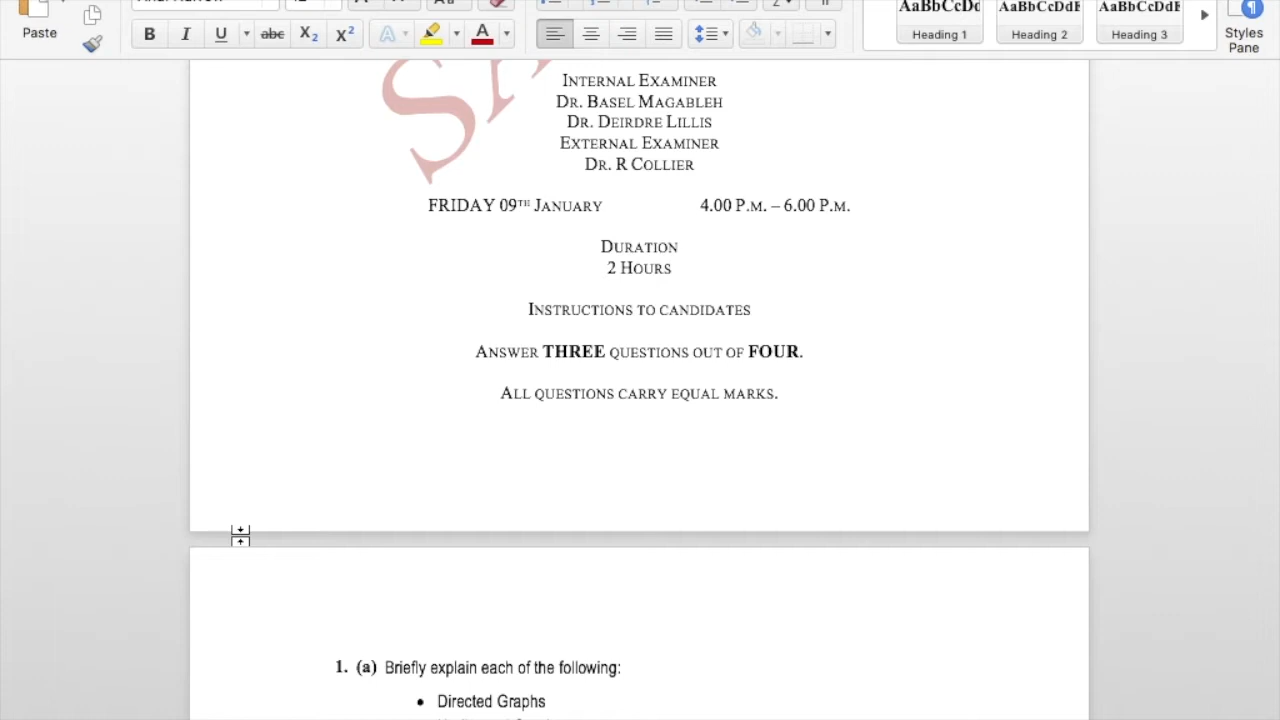 Paste
B I U abc X2 X2 A A
AaBbCcDd AaBbCcDdE AaBbCcDdE
Heading 1 Heading 2 Heading 3
Styles
Pane
INTERNAL EXAMINER
DR. BASEL MAGABLEH
DR. DEIRDRE LILLIS
EXTERNAL EXAMINER
DR. R COLLIER
FRIDAY 09TH JANUARY 4.00 P.M. – 6.00 P.M.
DURATION
2 HOURS
INSTRUCTIONS TO CANDIDATES
ANSWER THREE QUESTIONS OUT OF FOUR.
ALL QUESTIONS CARRY EQUAL MARKS.
1. (a) Briefly explain each of the following:
• Directed Graphs